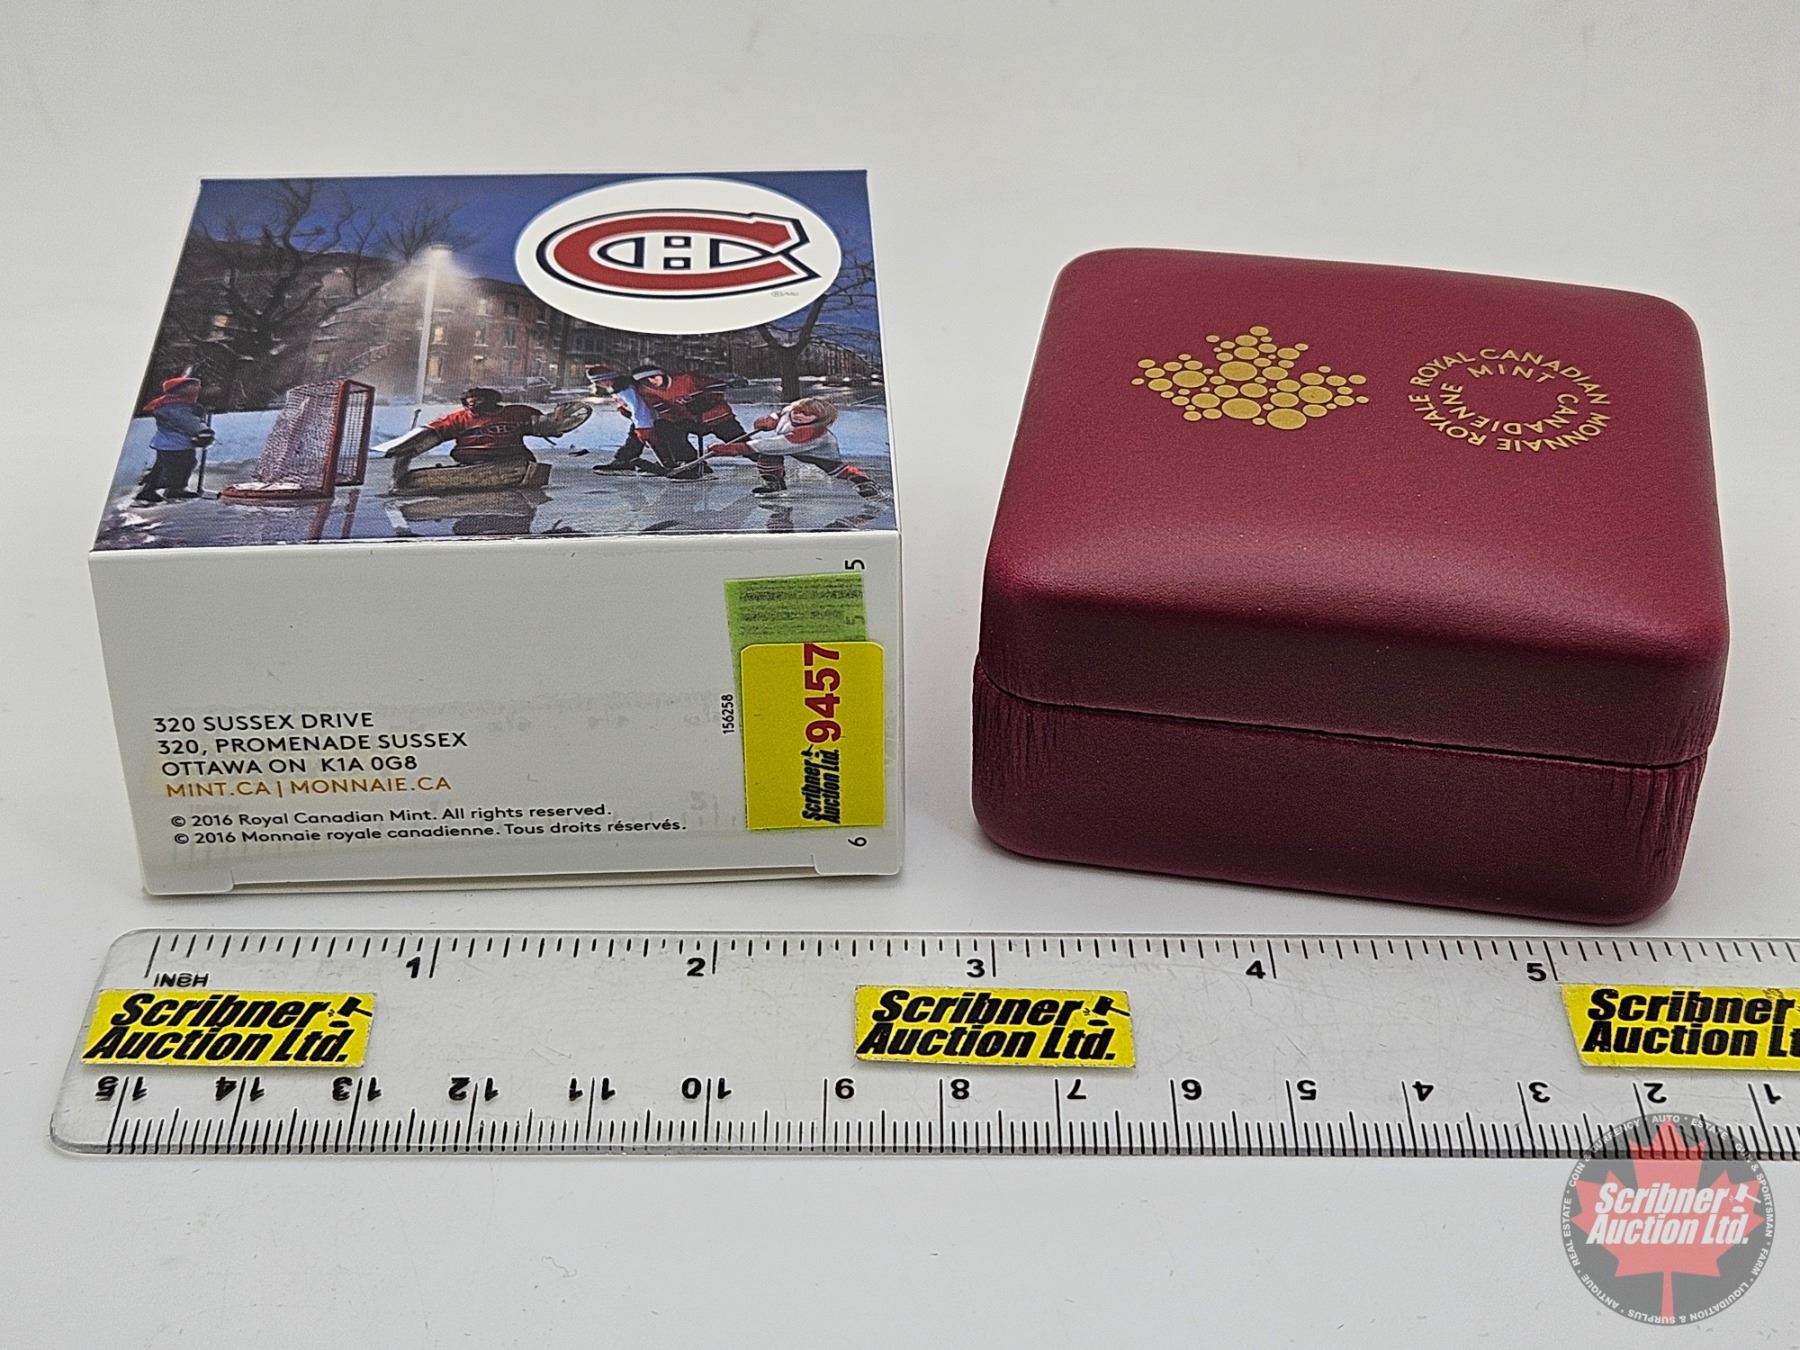 ROYAL CANADIAN MINT
MONNAIE ROYALE CANADIENNE
5
9457
Scribner
Auction Ltd.
156258
6
320 SUSSEX DRIVE
320, PROMENADE SUSSEX
OTTAWA ON K1A 0G8
MINT.CA | MONNAIE.CA
© 2016 Royal Canadian Mint. All rights reserved.
© 2016 Monnaie royale canadienne. Tous droits réservés.
1 2 3 4 5
INCH
Scribner
Auction Ltd.
Scribner
Auction Ltd.
Scribner
Auction Lt
15 14 13 12 11 10 9 8 7 6 5 4 3 2 1
Scribner
Auction Ltd.